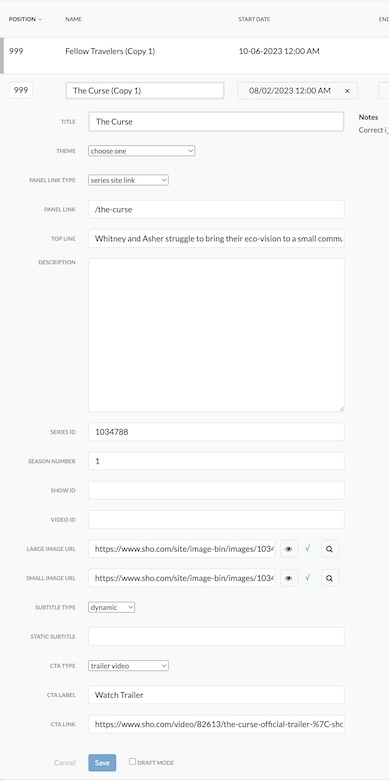 POSITION NAME START DATE
999 Fellow Travelers (Copy 1) 10-06-2023 12:00 AM
999 The Curse (Copy 1) 08/02/2023 12:00 AM ×
Notes
TITLE The Curse
Correct i_
THEME choose one
PANEL LINK TYPE series site link
PANEL LINK /the-curse
TOP LINE Whitney and Asher struggle to bring their eco-vision to a small commu
DESCRIPTION
SERIES ID 1034788
SEASON NUMBER 1
SHOW ID
VIDEO ID
LARGE IMAGE URL https://www.sho.com/site/image-bin/images/1034 √
SMALL IMAGE URL https://www.sho.com/site/image-bin/images/1034 √
SUBTITLE TYPE dynamic
STATIC SUBTITLE
CTA TYPE trailer video
CTA LABEL Watch Trailer
CTA LINK https://www.sho.com/video/82613/the-curse-official-trailer-%7C-sho
Cancel Save DRAFT MODE